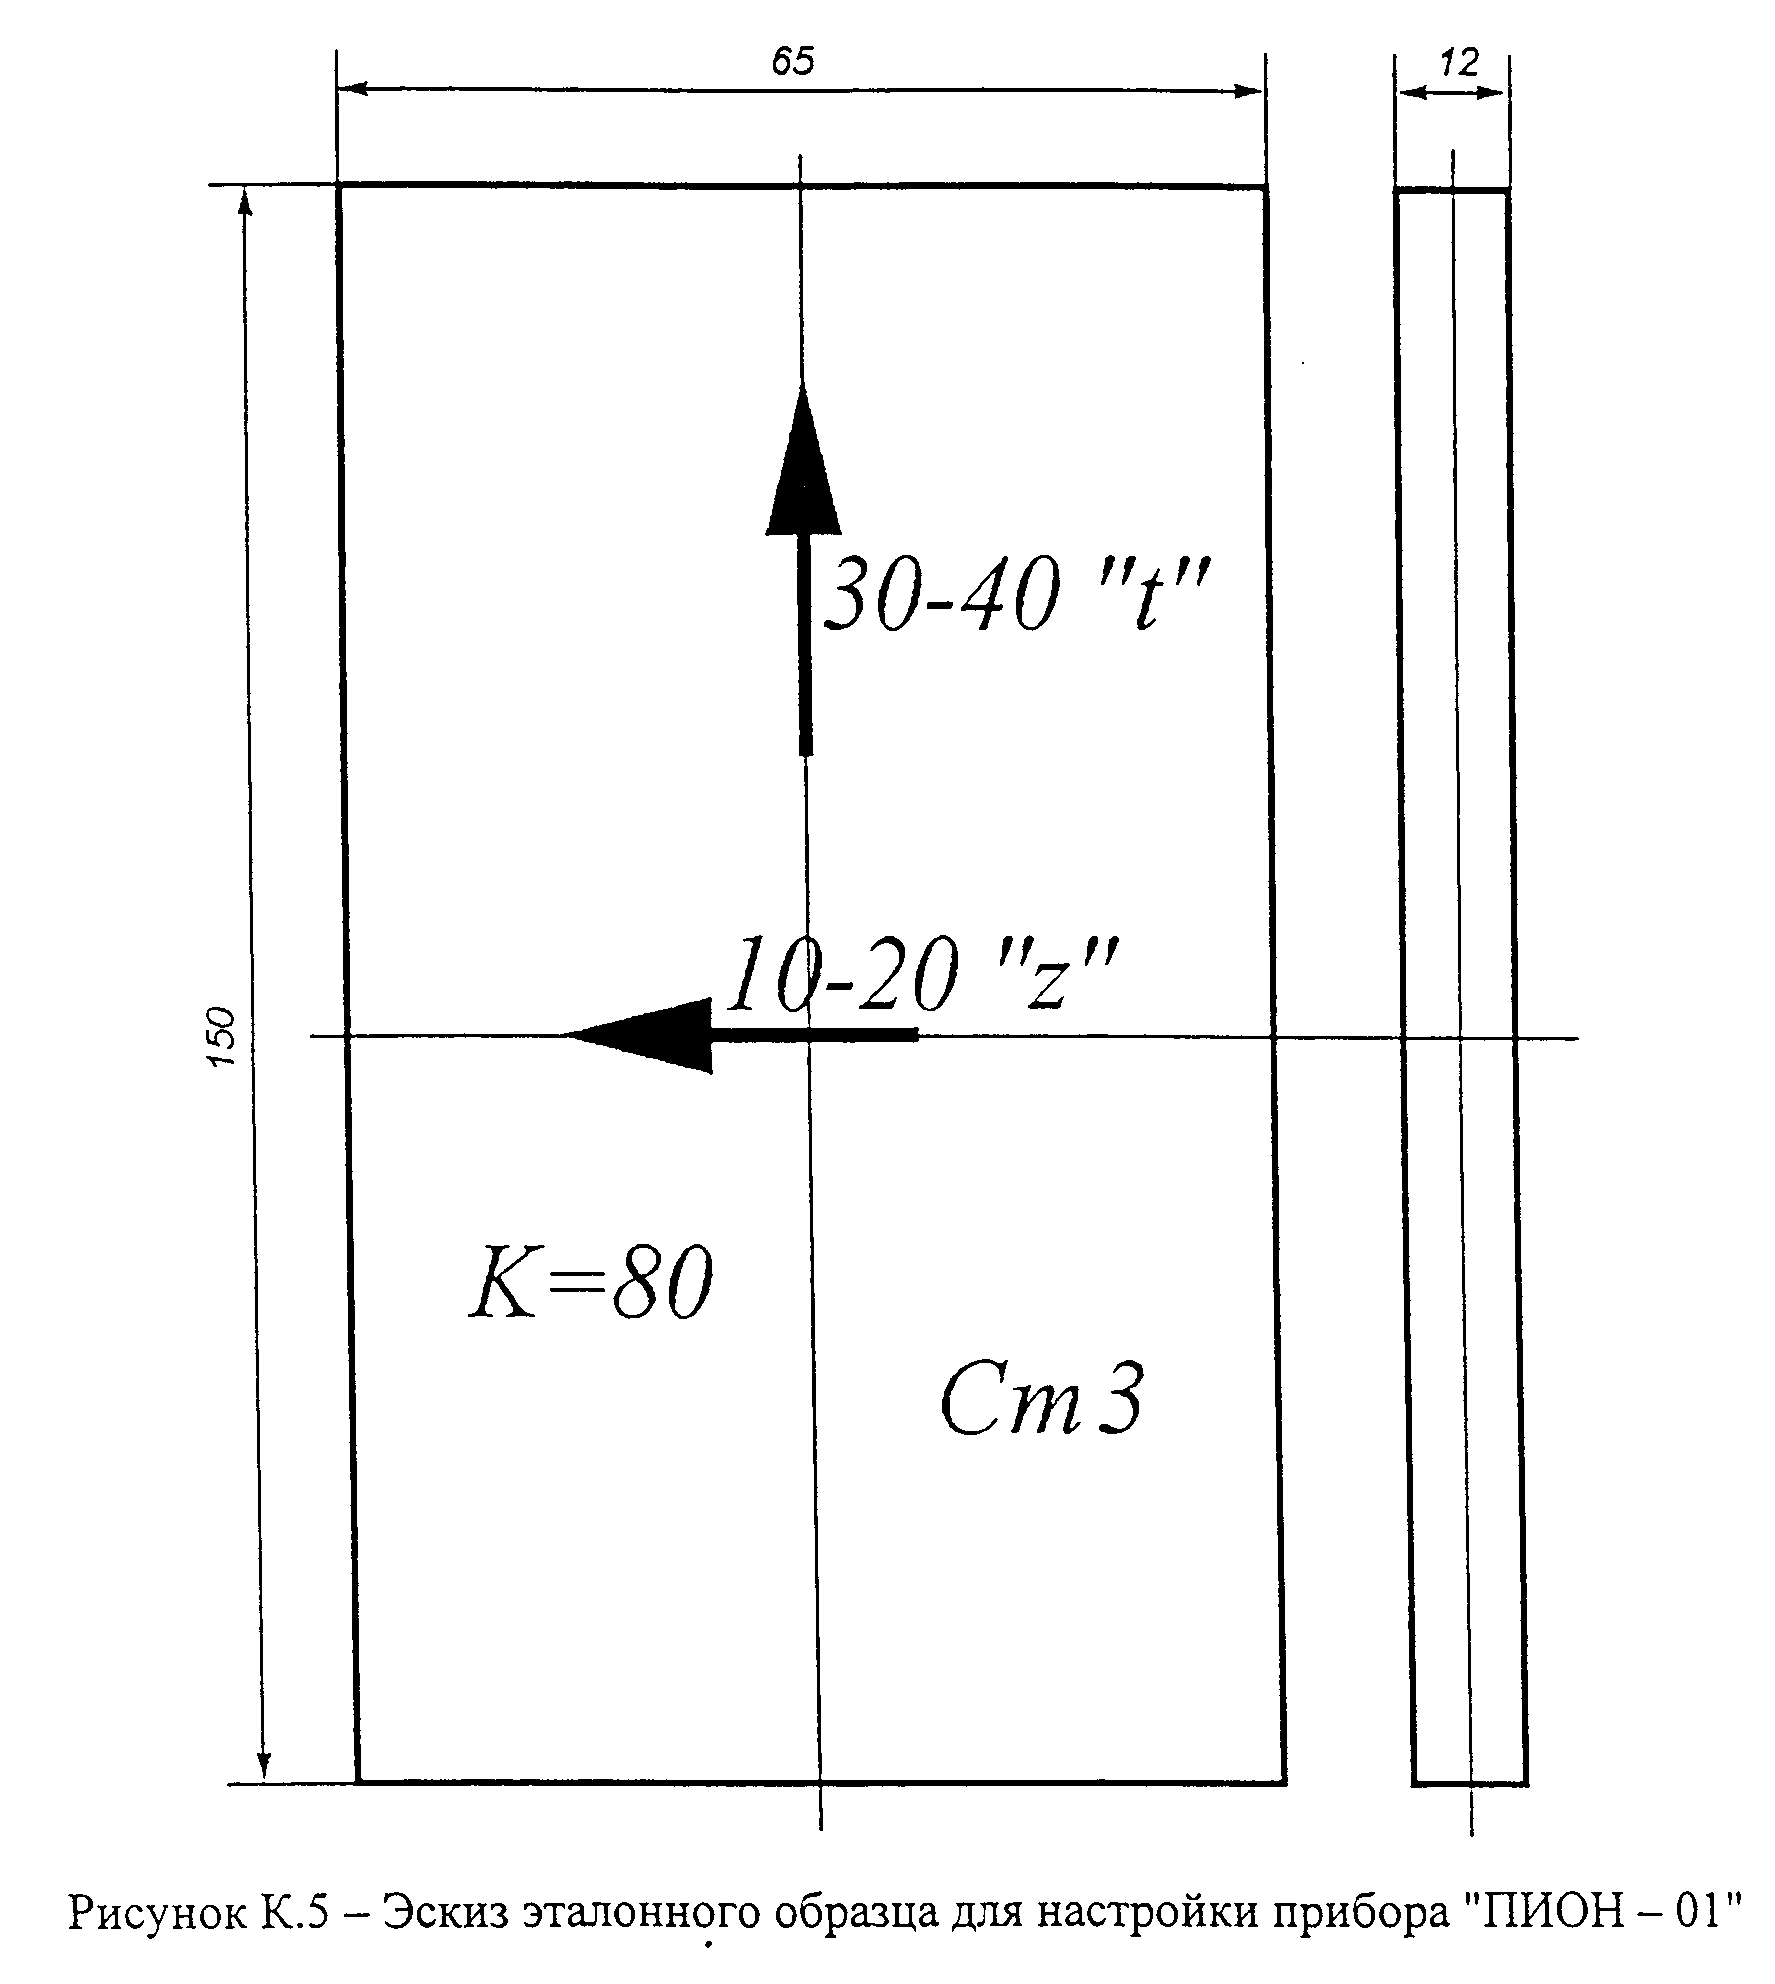 65
12
30-40 "t"
10-20 "z"
150
K=80
Ст3
Рисунок К.5 – Эскиз эталонного образца для настройки прибора "ПИОН – 01"